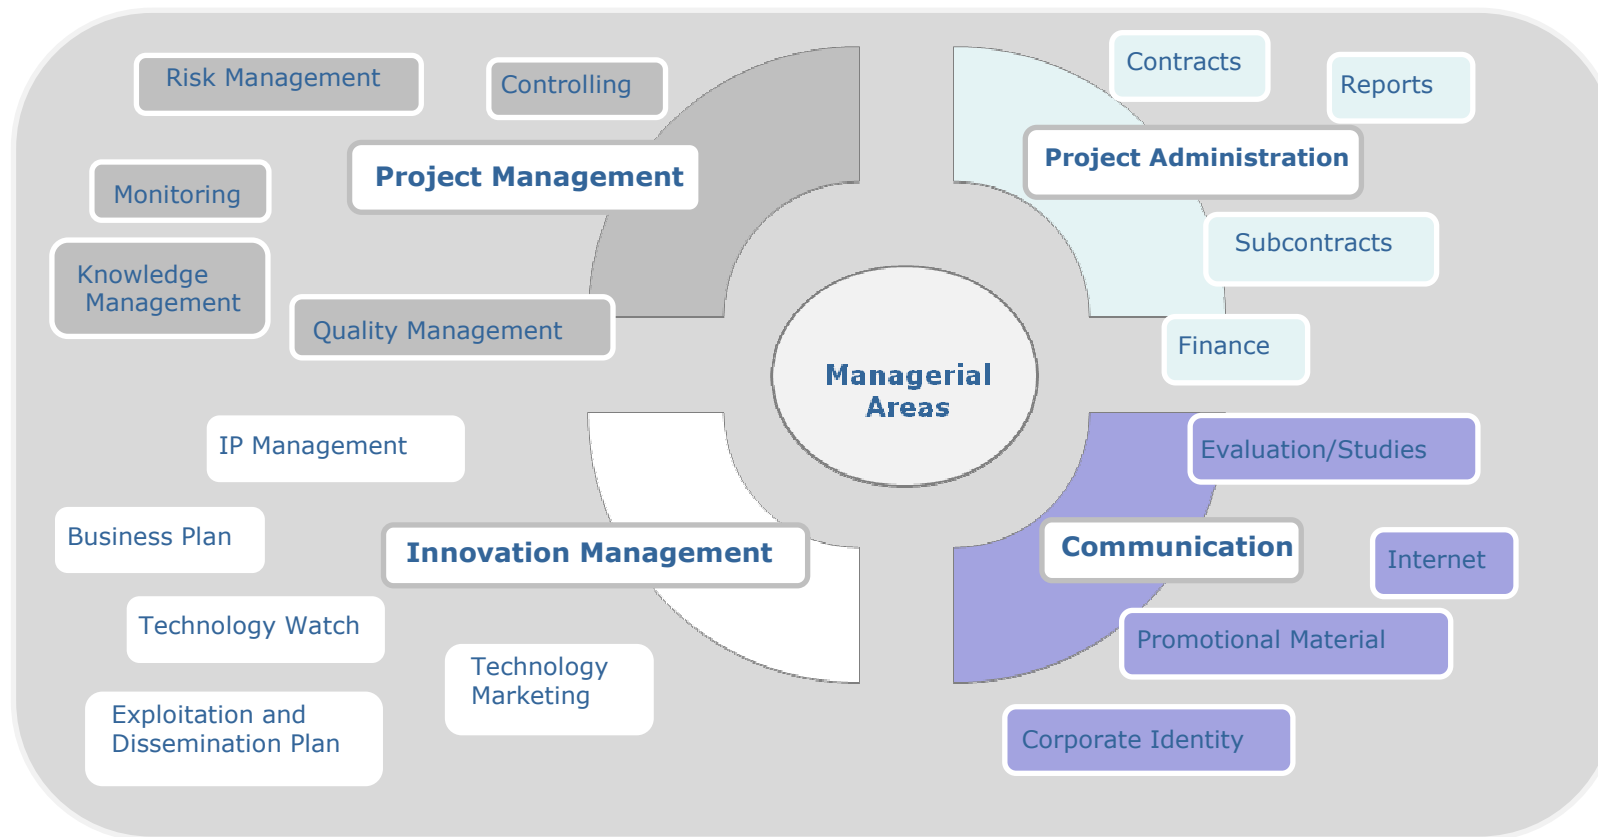 Risk Management
Controlling
Project Management
Monitoring
Knowledge
Management
Quality Management
Contracts
Reports
Project Administration
Subcontracts
Finance
Managerial
Areas
IP Management
Business Plan
Innovation Management
Technology Watch
Technology
Marketing
Exploitation and
Dissemination Plan
Evaluation/Studies
Communication
Internet
Promotional Material
Corporate Identity